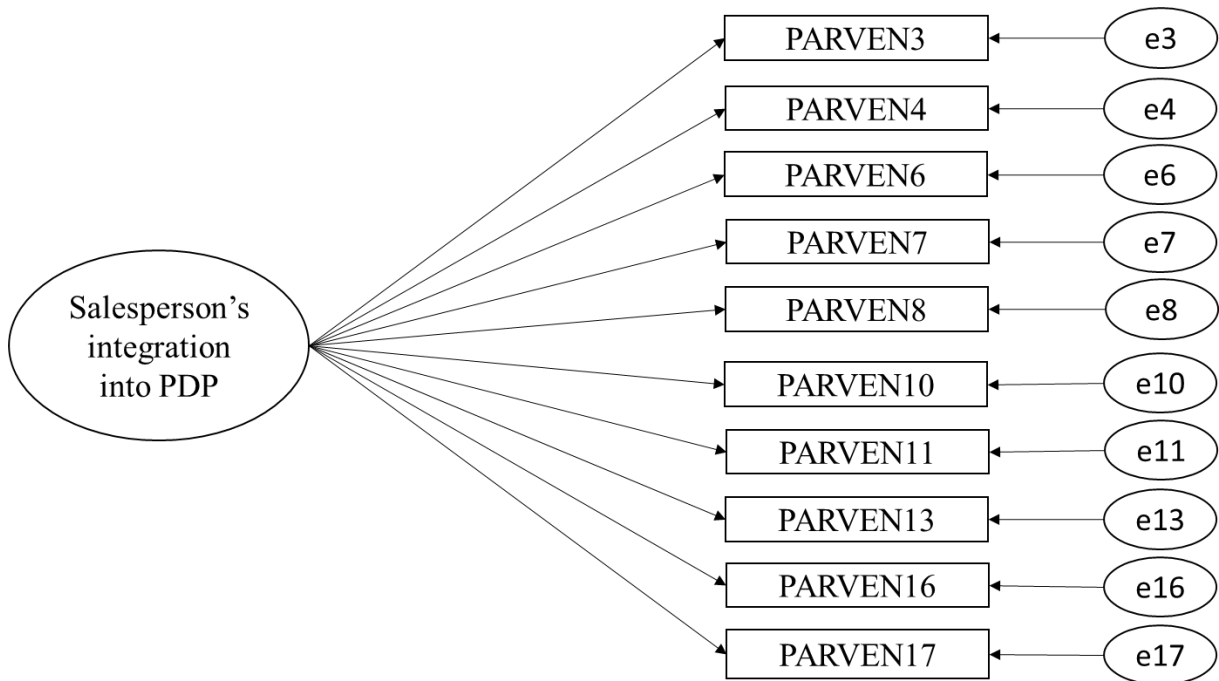 PARVEN3
e3
PARVEN4
e4
PARVEN6
e6
PARVEN7
e7
Salesperson's
integration
into PDP
PARVEN8
e8
PARVEN10
e10
PARVEN11
e11
PARVEN13
e13
PARVEN16
e16
PARVEN17
e17